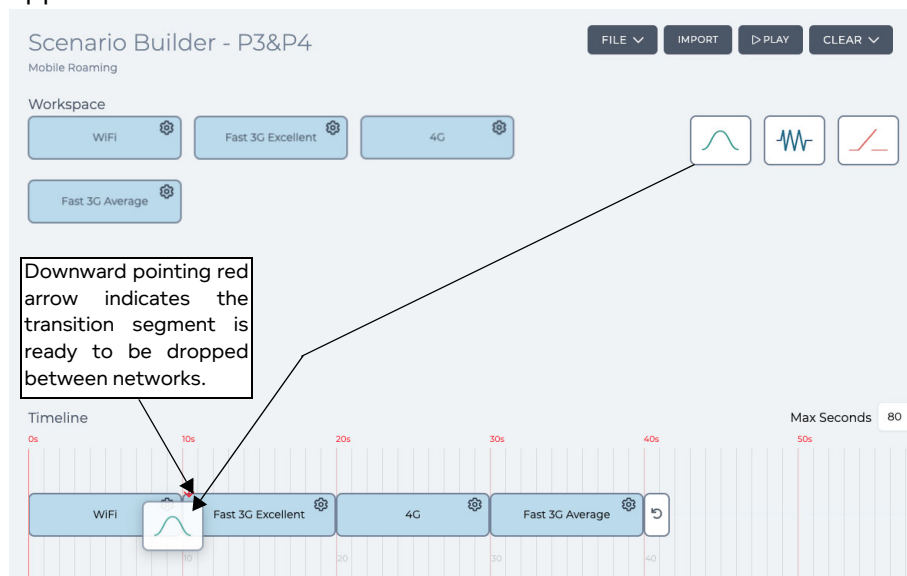 Scenario Builder - P3&P4
FILE IMPORT PLAY CLEAR
Mobile Roaming
Workspace
WiFi Fast 3G Excellent 4G
Fast 3G Average
Downward pointing red
arrow indicates the
transition segment is
ready to be dropped
between networks.
Timeline Max Seconds 80
0s 10s 20s 30s 40s 50s
WiFi Fast 3G Excellent 4G Fast 3G Average
10 20 30 40